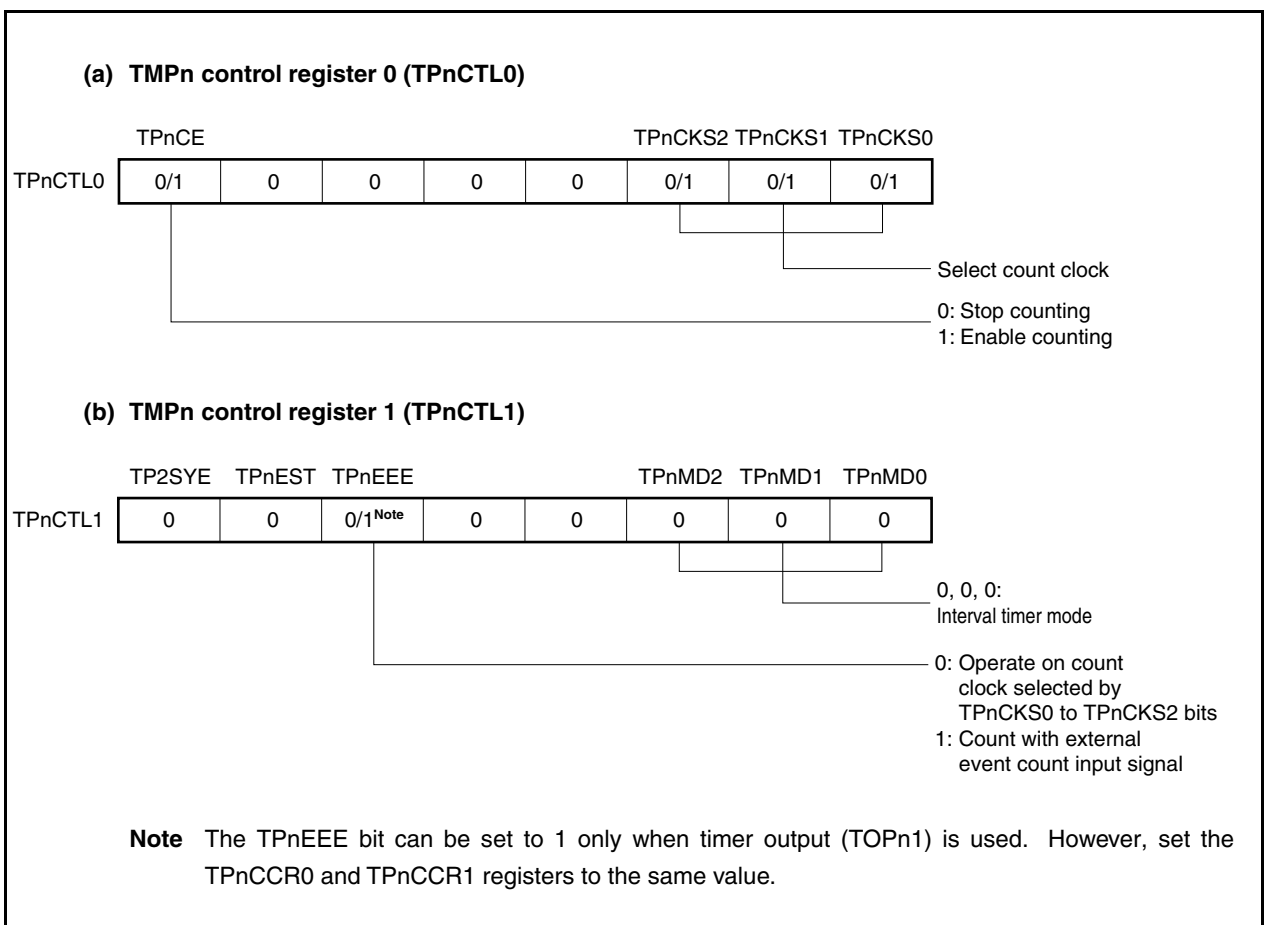 (a) TMPn control register 0 (TPnCTL0)
TPnCE TPnCKS2 TPnCKS1 TPnCKS0
TPnCTL0 0/1 0 0 0 0 0/1 0/1 0/1
Select count clock
0: Stop counting
1: Enable counting
(b) TMPn control register 1 (TPnCTL1)
TP2SYE TPnEST TPnEEE TPnMD2 TPnMD1 TPnMD0
TPnCTL1 0 0 0/1Note 0 0 0 0 0
0, 0, 0:
Interval timer mode
0: Operate on count
clock selected by
TPnCKS0 to TPnCKS2 bits
1: Count with external
event count input signal
Note The TPnEEE bit can be set to 1 only when timer output (TOPn1) is used. However, set the
TPnCCR0 and TPnCCR1 registers to the same value.